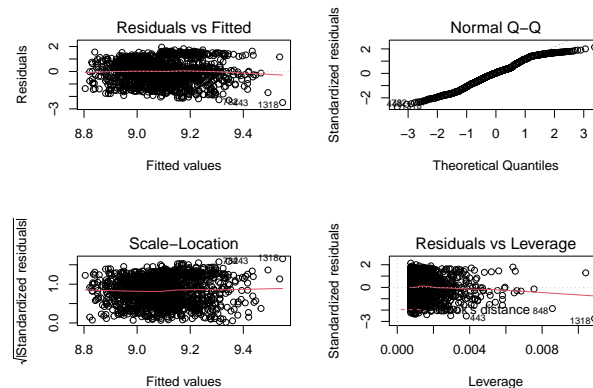 Residuals vs Fitted
Residuals
2
0
−3
443
1318
8.8 9.0 9.2 9.4
Fitted values
Normal Q−Q
Standardized residuals
2
0
−2
−3 −2 −1 0 1 2 3
Theoretical Quantiles
Scale−Location
√|Standardized residuals|
1.0
0.0
443
1318
8.8 9.0 9.2 9.4
Fitted values
Residuals vs Leverage
Standardized residuals
2
0
−3
distance
848
443
1318
0.000 0.004 0.008
Leverage